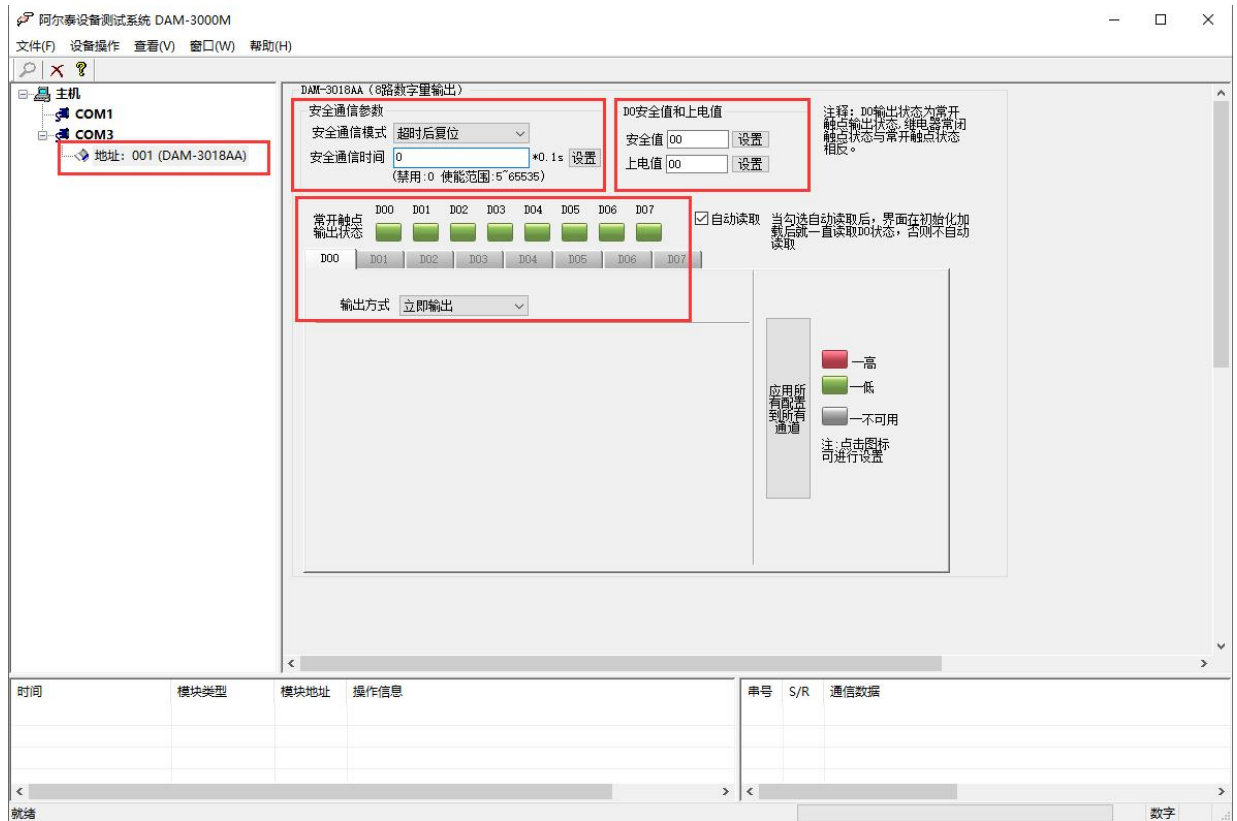 阿尔泰设备测试系统 DAM-3000M
文件(F) 设备操作 查看(V) 窗口(W) 帮助(H)
主机
COM1
COM3
地址: 001 (DAM-3018AA)
DAM-3018AA(8路数字量输出)
安全通信参数
安全通信模式 超时后复位
安全通信时间 0 *0.1s 设置
(禁用:0 使能范围:5~65535)
DO安全值和上电值
安全值 00 设置
上电值 00 设置
注释: DO输出状态为常开
触点输出状态,继电器常闭
触点状态与常开触点状态
相反。
常开触点
输出状态
DO0 DO1 DO2 DO3 DO4 DO5 DO6 DO7
自动读取
当勾选自动读取后,界面在初始化加
载后就一直读取DO状态,否则不自动
读取
DO0 DO1 DO2 DO3 DO4 DO5 DO6 DO7
输出方式 立即输出
应用所
有配置
到所有
通道
—高
—低
—不可用
注:点击图标
可进行设置
时间 模块类型 模块地址 操作信息
串号 S/R 通信数据
就绪
数字